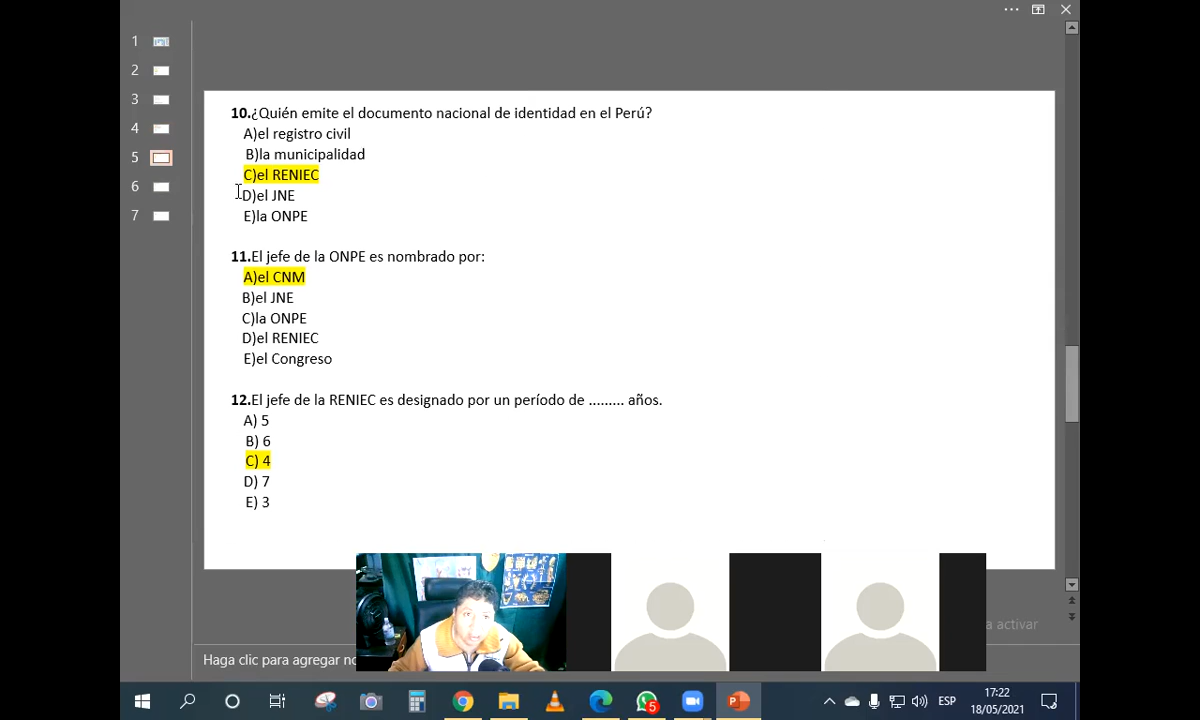 1
2
3
4
5
6
7
10.¿Quién emite el documento nacional de identidad en el Perú?
A)el registro civil
B)la municipalidad
C)el RENIEC
D)el JNE
E)la ONPE
11.El jefe de la ONPE es nombrado por:
A)el CNM
B)el JNE
C)la ONPE
D)el RENIEC
E)el Congreso
12.El jefe de la RENIEC es designado por un período de ......... años.
A) 5
B) 6
C) 4
D) 7
E) 3
a activar
Haga clic para agregar no
5
ESP
17:22
18/05/2021